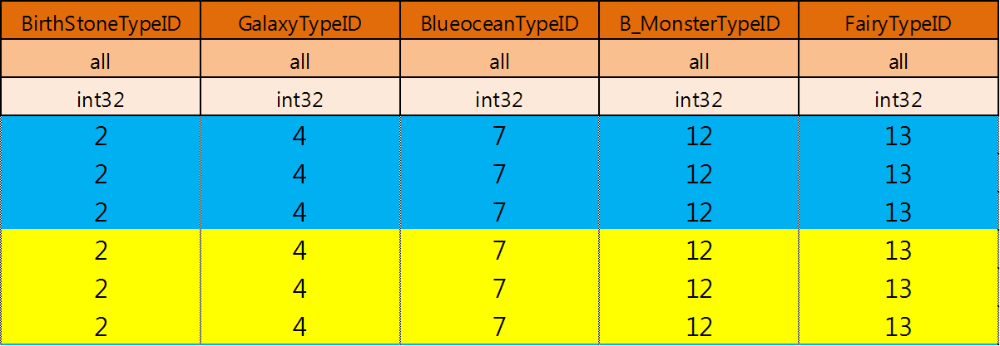 BirthStoneTypeID GalaxyTypeID BlueoceanTypeID B_MonsterTypeID FairyTypeID
all all all all all
int32 int32 int32 int32 int32
2 4 7 12 13
2 4 7 12 13
2 4 7 12 13
2 4 7 12 13
2 4 7 12 13
2 4 7 12 13